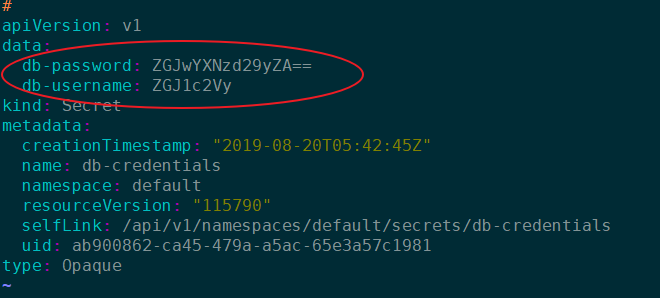 #
apiVersion: v1
data:
  db-password: ZGJwYXNzd29yZA==
  db-username: ZGJ1c2Vy
kind: Secret
metadata:
  creationTimestamp: "2019-08-20T05:42:45Z"
  name: db-credentials
  namespace: default
  resourceVersion: "115790"
  selfLink: /api/v1/namespaces/default/secrets/db-credentials
  uid: ab900862-ca45-479a-a5ac-65e3a57c1981
type: Opaque
~